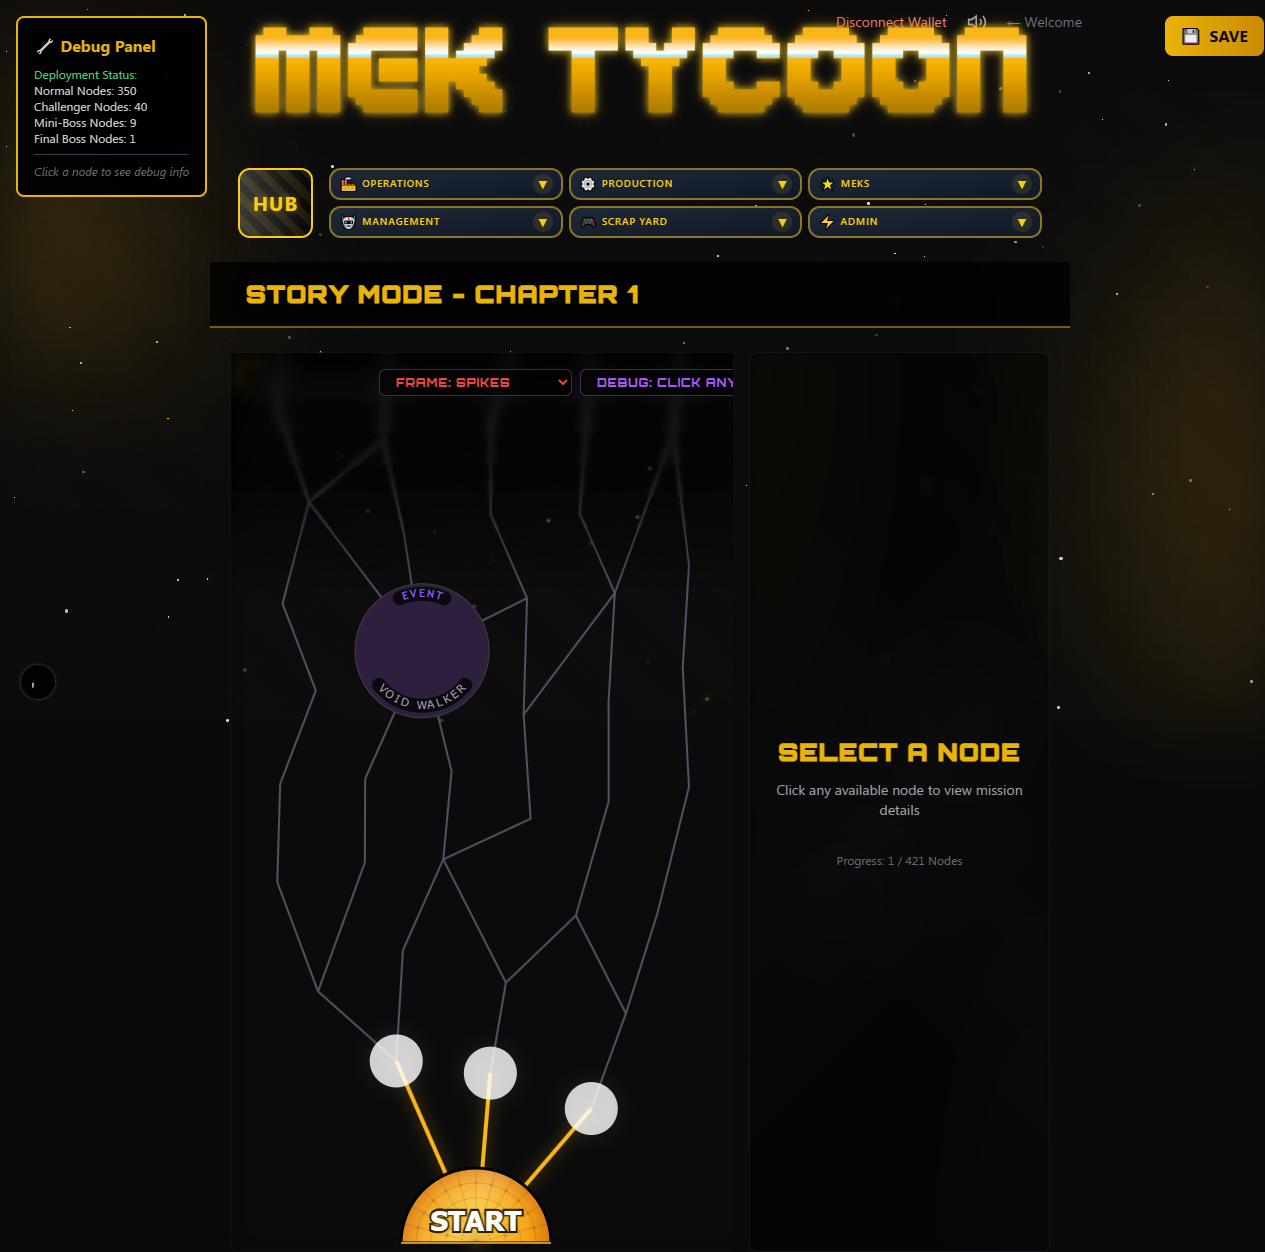 Debug Panel
Deployment Status:
Normal Nodes: 350
Challenger Nodes: 40
Mini-Boss Nodes: 9
Final Boss Nodes: 1
Click a node to see debug info
MEK TYCOON
Disconnect Wallet
← Welcome
SAVE
HUB
OPERATIONS
PRODUCTION
MEKS
MANAGEMENT
SCRAP YARD
ADMIN
STORY MODE - CHAPTER 1
FRAME: SPIKES
DEBUG: CLICK ANY
EVENT
VOID WALKER
SELECT A NODE
Click any available node to view mission
details
Progress: 1 / 421 Nodes
START